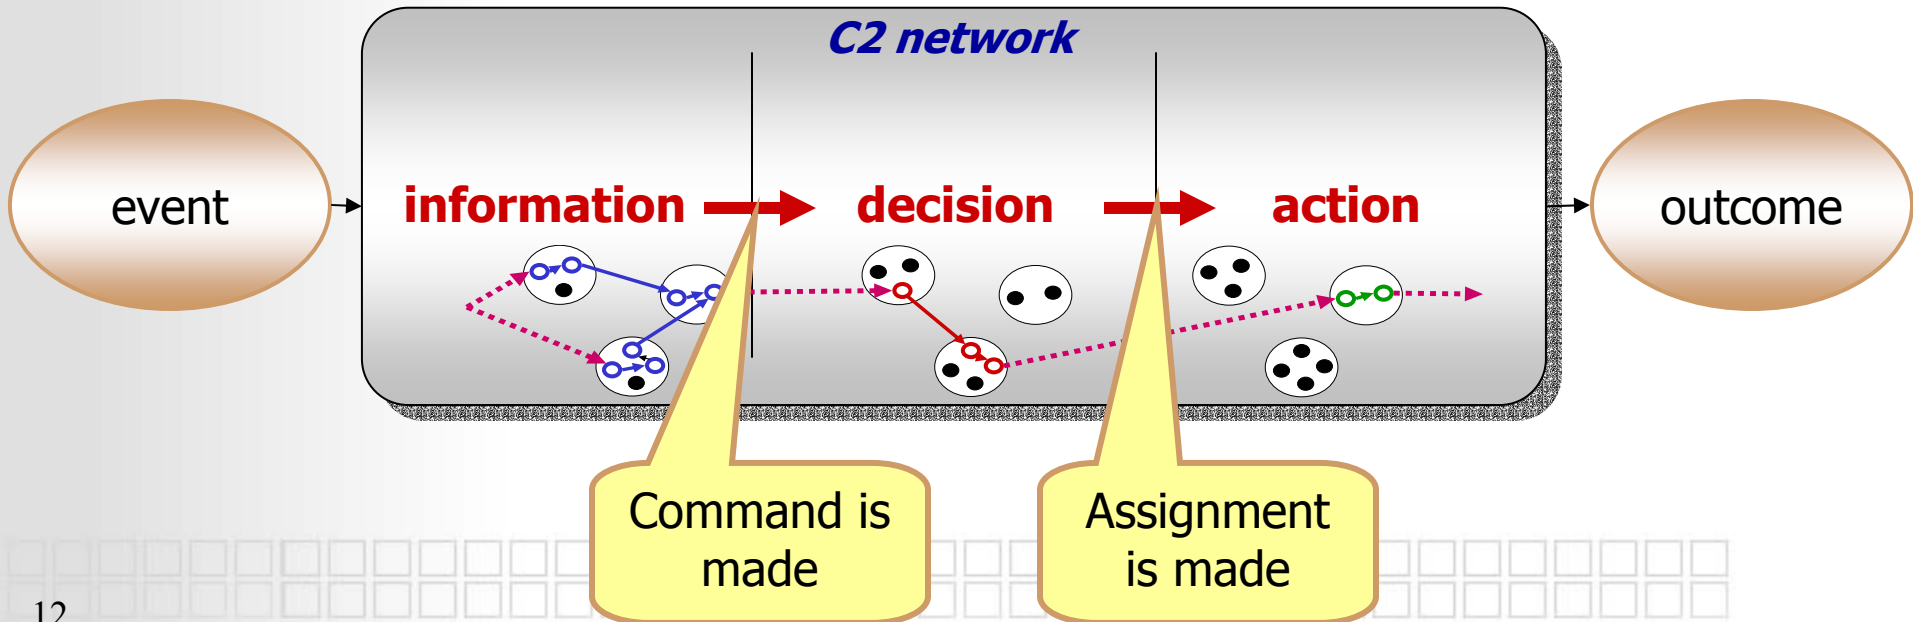 C2 network
event
information
decision
action
outcome
Command is
made
Assignment
is made
12